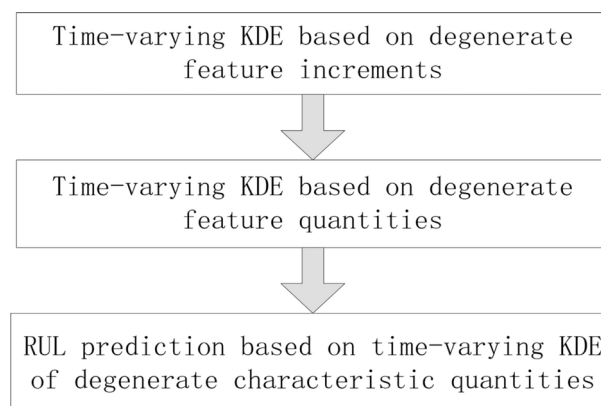 Time-varying KDE based on degenerate
feature increments
Time-varying KDE based on degenerate
feature quantities
RUL prediction based on time-varying KDE
of degenerate characteristic quantities